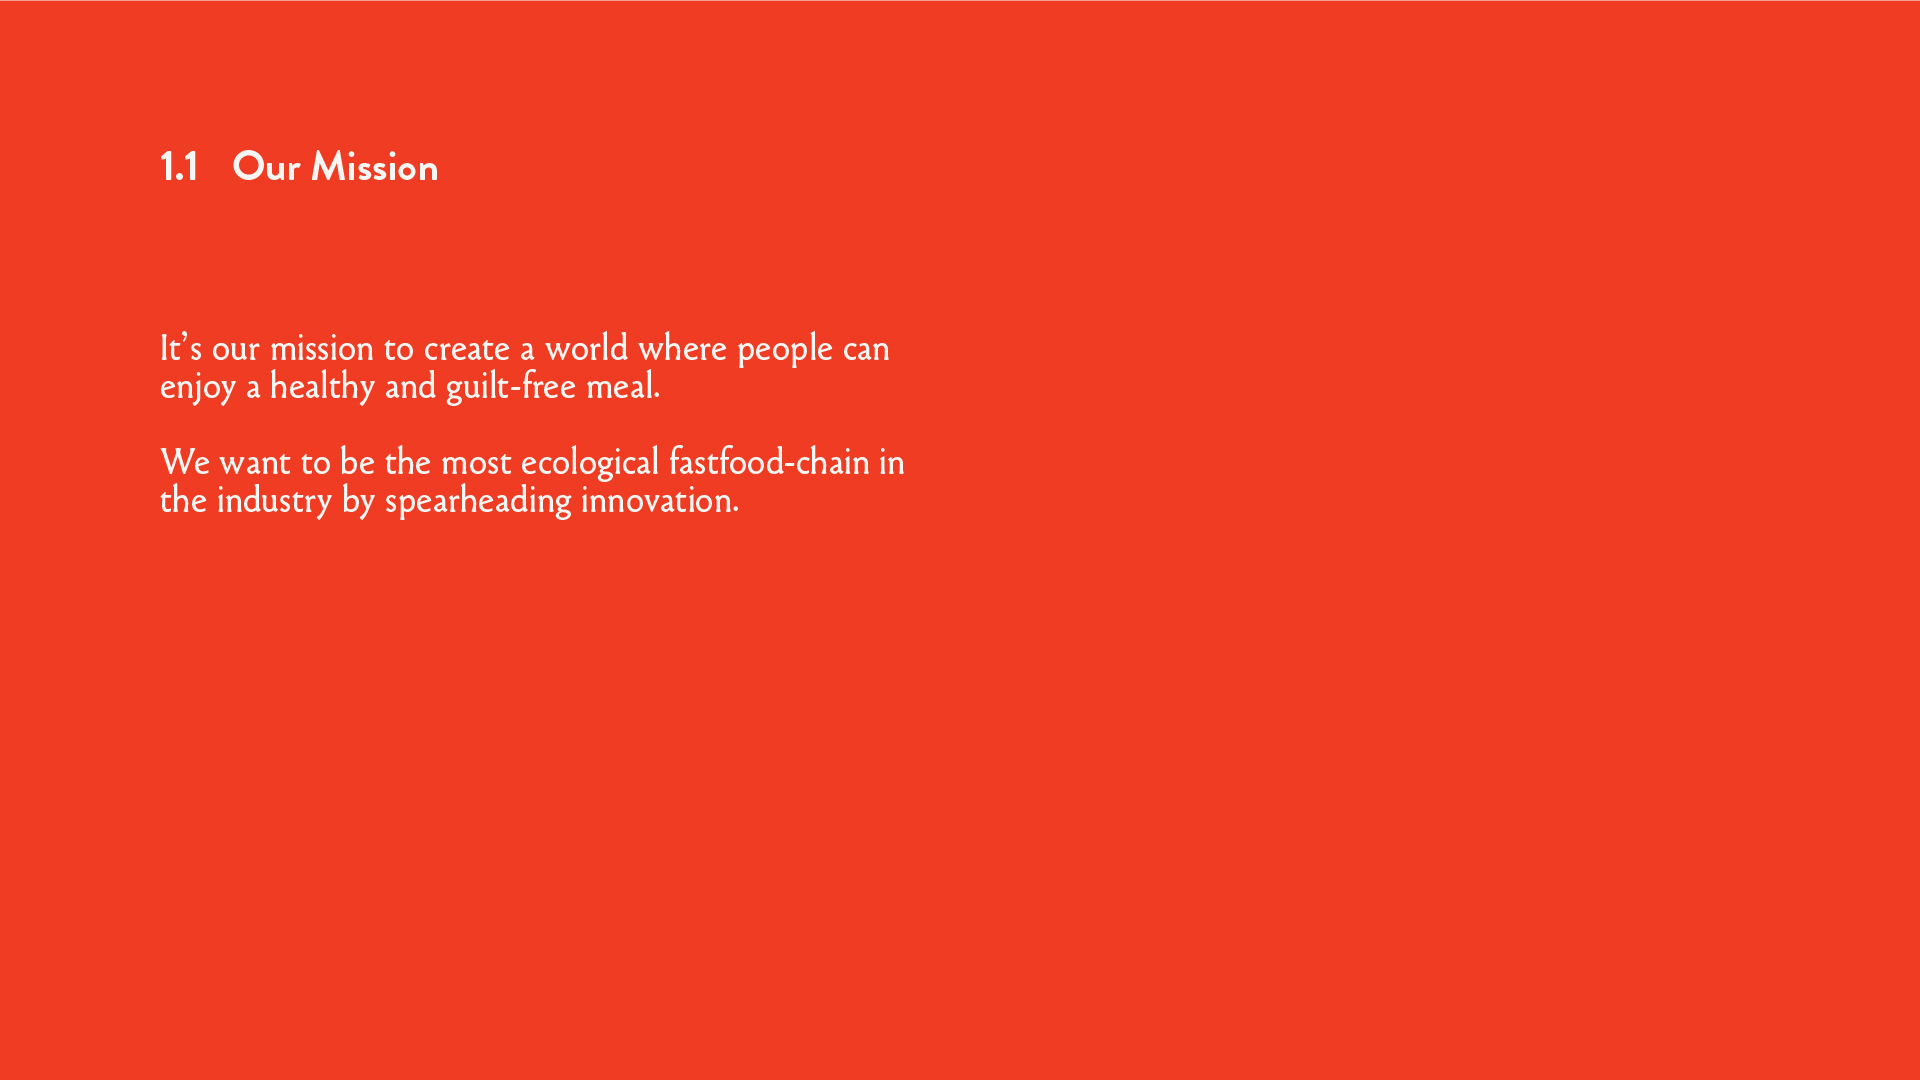 1.1 Our Mission
It’s our mission to create a world where people can
enjoy a healthy and guilt-free meal.
We want to be the most ecological fastfood-chain in
the industry by spearheading innovation.